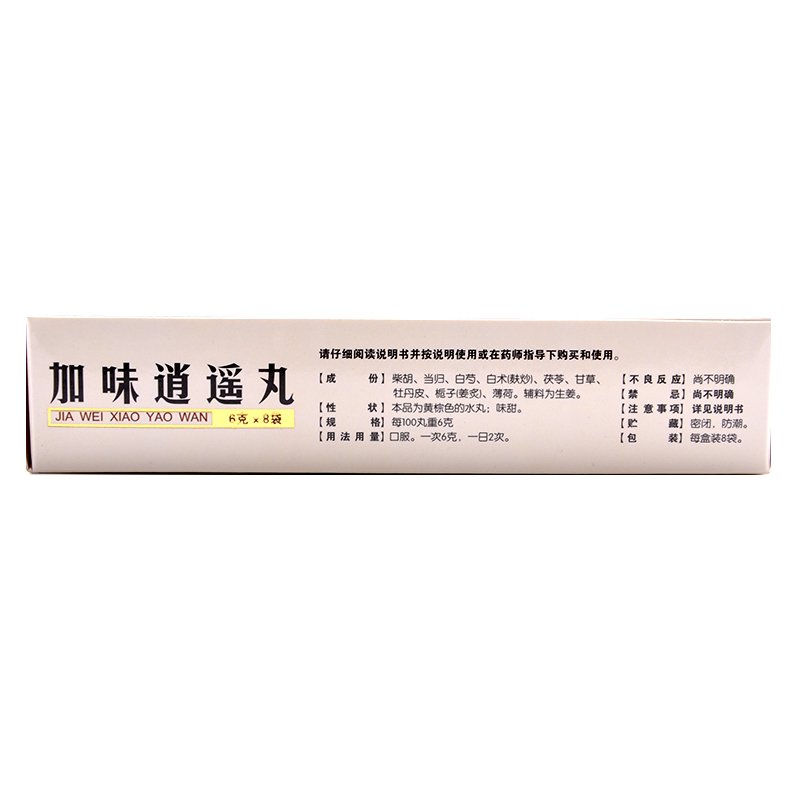 加味逍遥丸
JIA WEI XIAO YAO WAN 6克×8袋
请仔细阅读说明书并按说明使用或在药师指导下购买和使用。
【成　份】柴胡、当归、白芍、白术(麸炒)、茯苓、甘草、
牡丹皮、栀子(姜炙)、薄荷。辅料为生姜。
【性　状】本品为黄棕色的水丸；味甜。
【规　格】每100丸重6克
【用法用量】口服。一次6克，一日2次。
【不良反应】尚不明确
【禁　忌】尚不明确
【注意事项】详见说明书
【贮　藏】密闭，防潮。
【包　装】每盒装8袋。